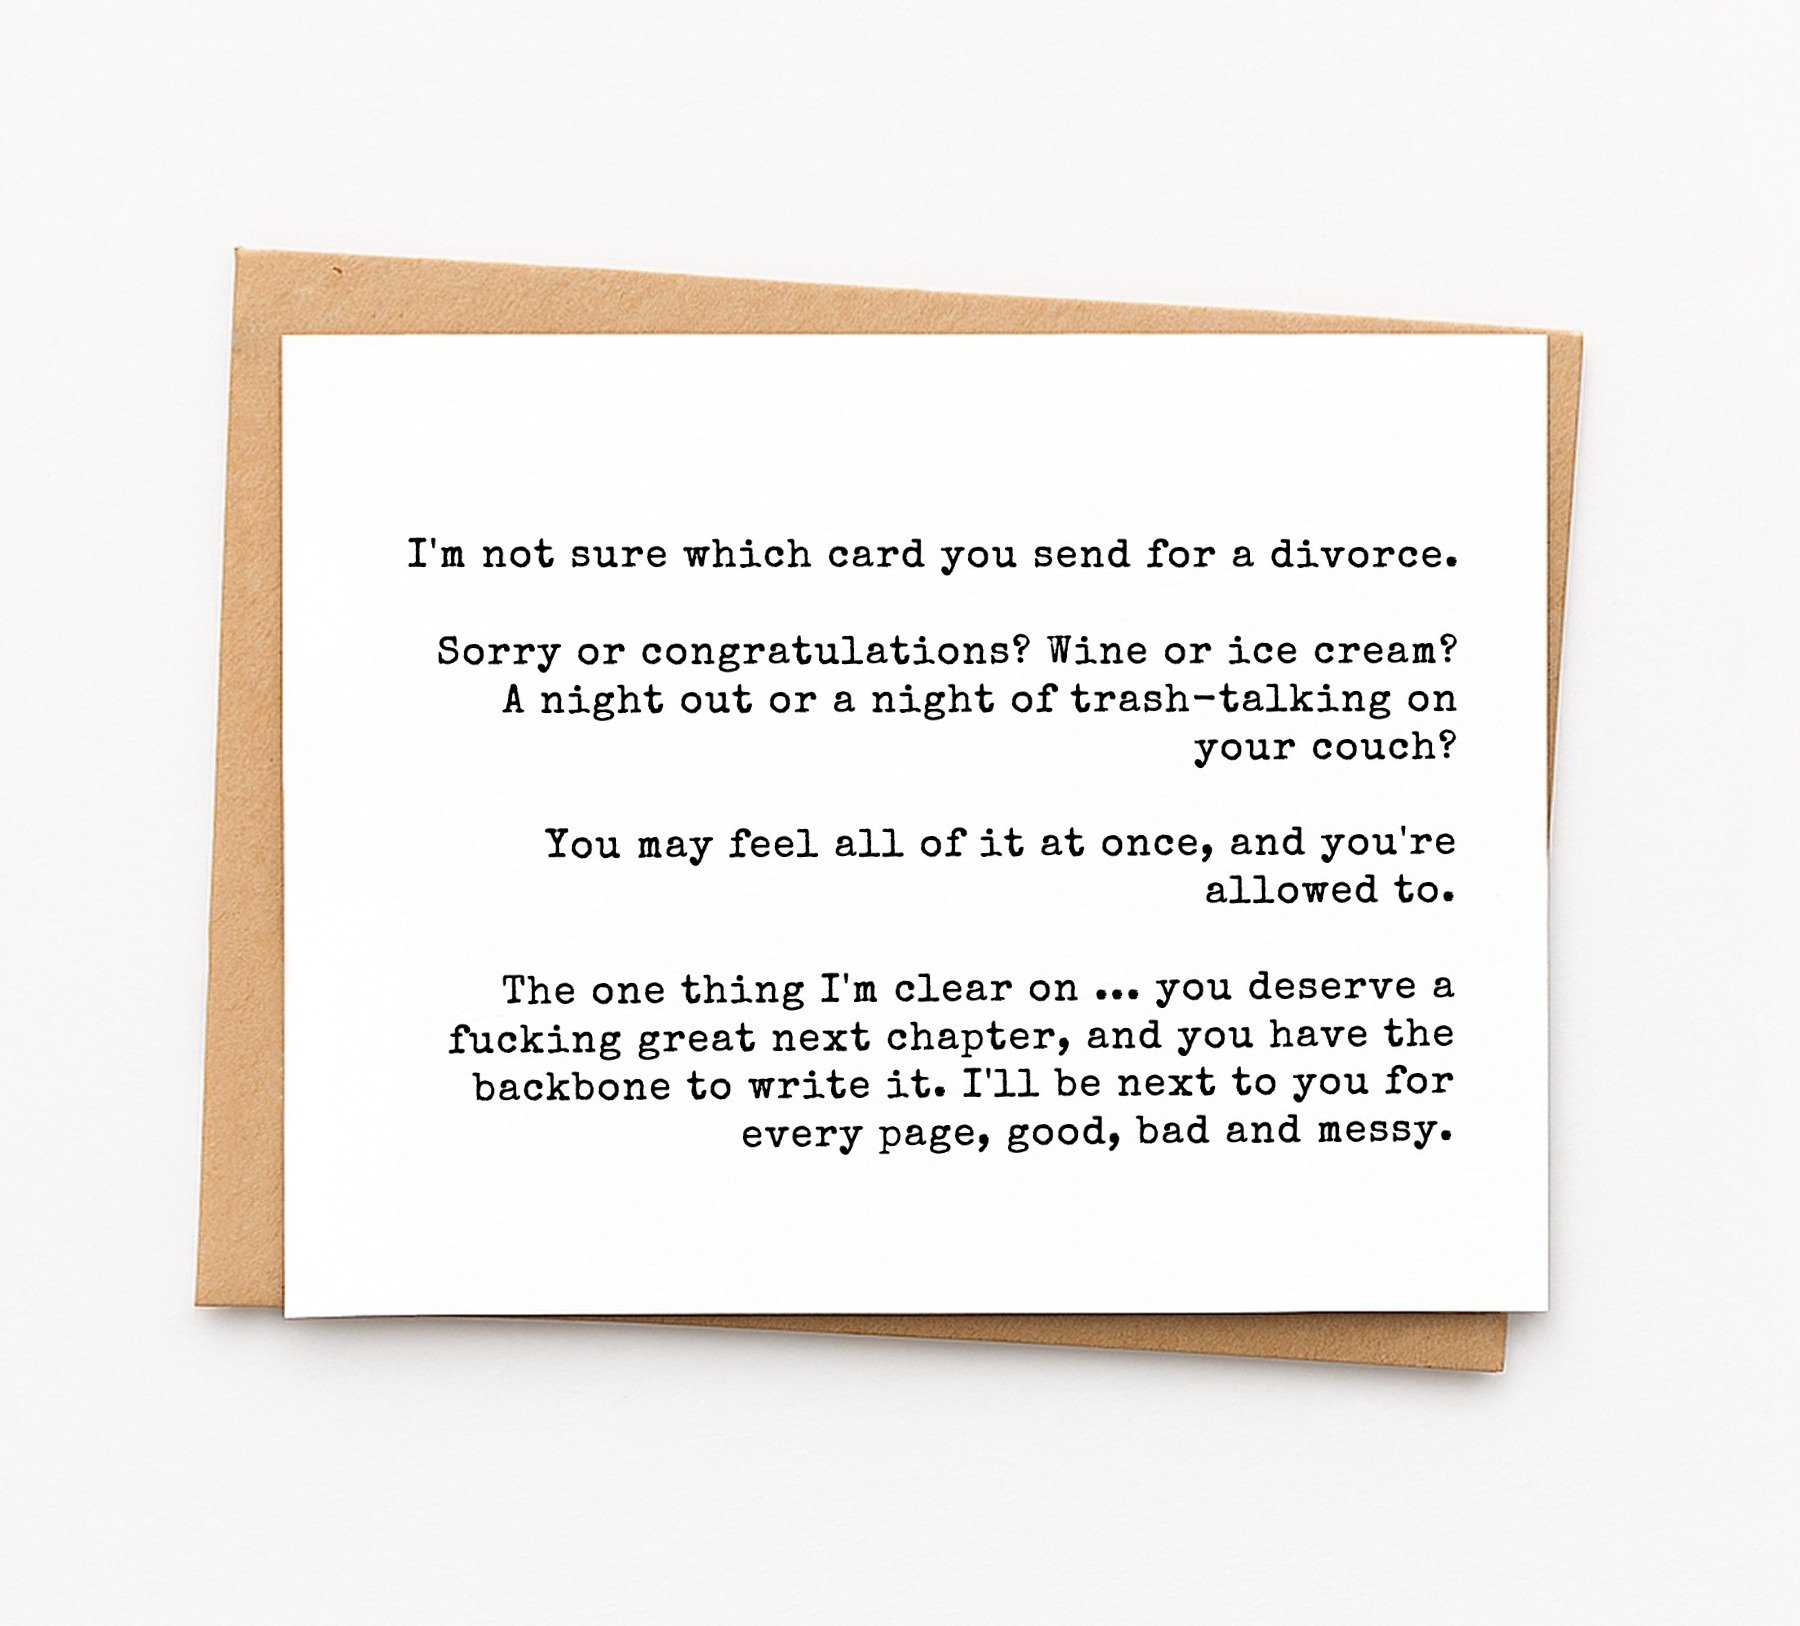 I'm not sure which card you send for a divorce.
Sorry or congratulations? Wine or ice cream?
A night out or a night of trash-talking on
your couch?
You may feel all of it at once, and you're
allowed to.
The one thing I'm clear on ... you deserve a
fucking great next chapter, and you have the
backbone to write it. I'll be next to you for
every page, good, bad and messy.